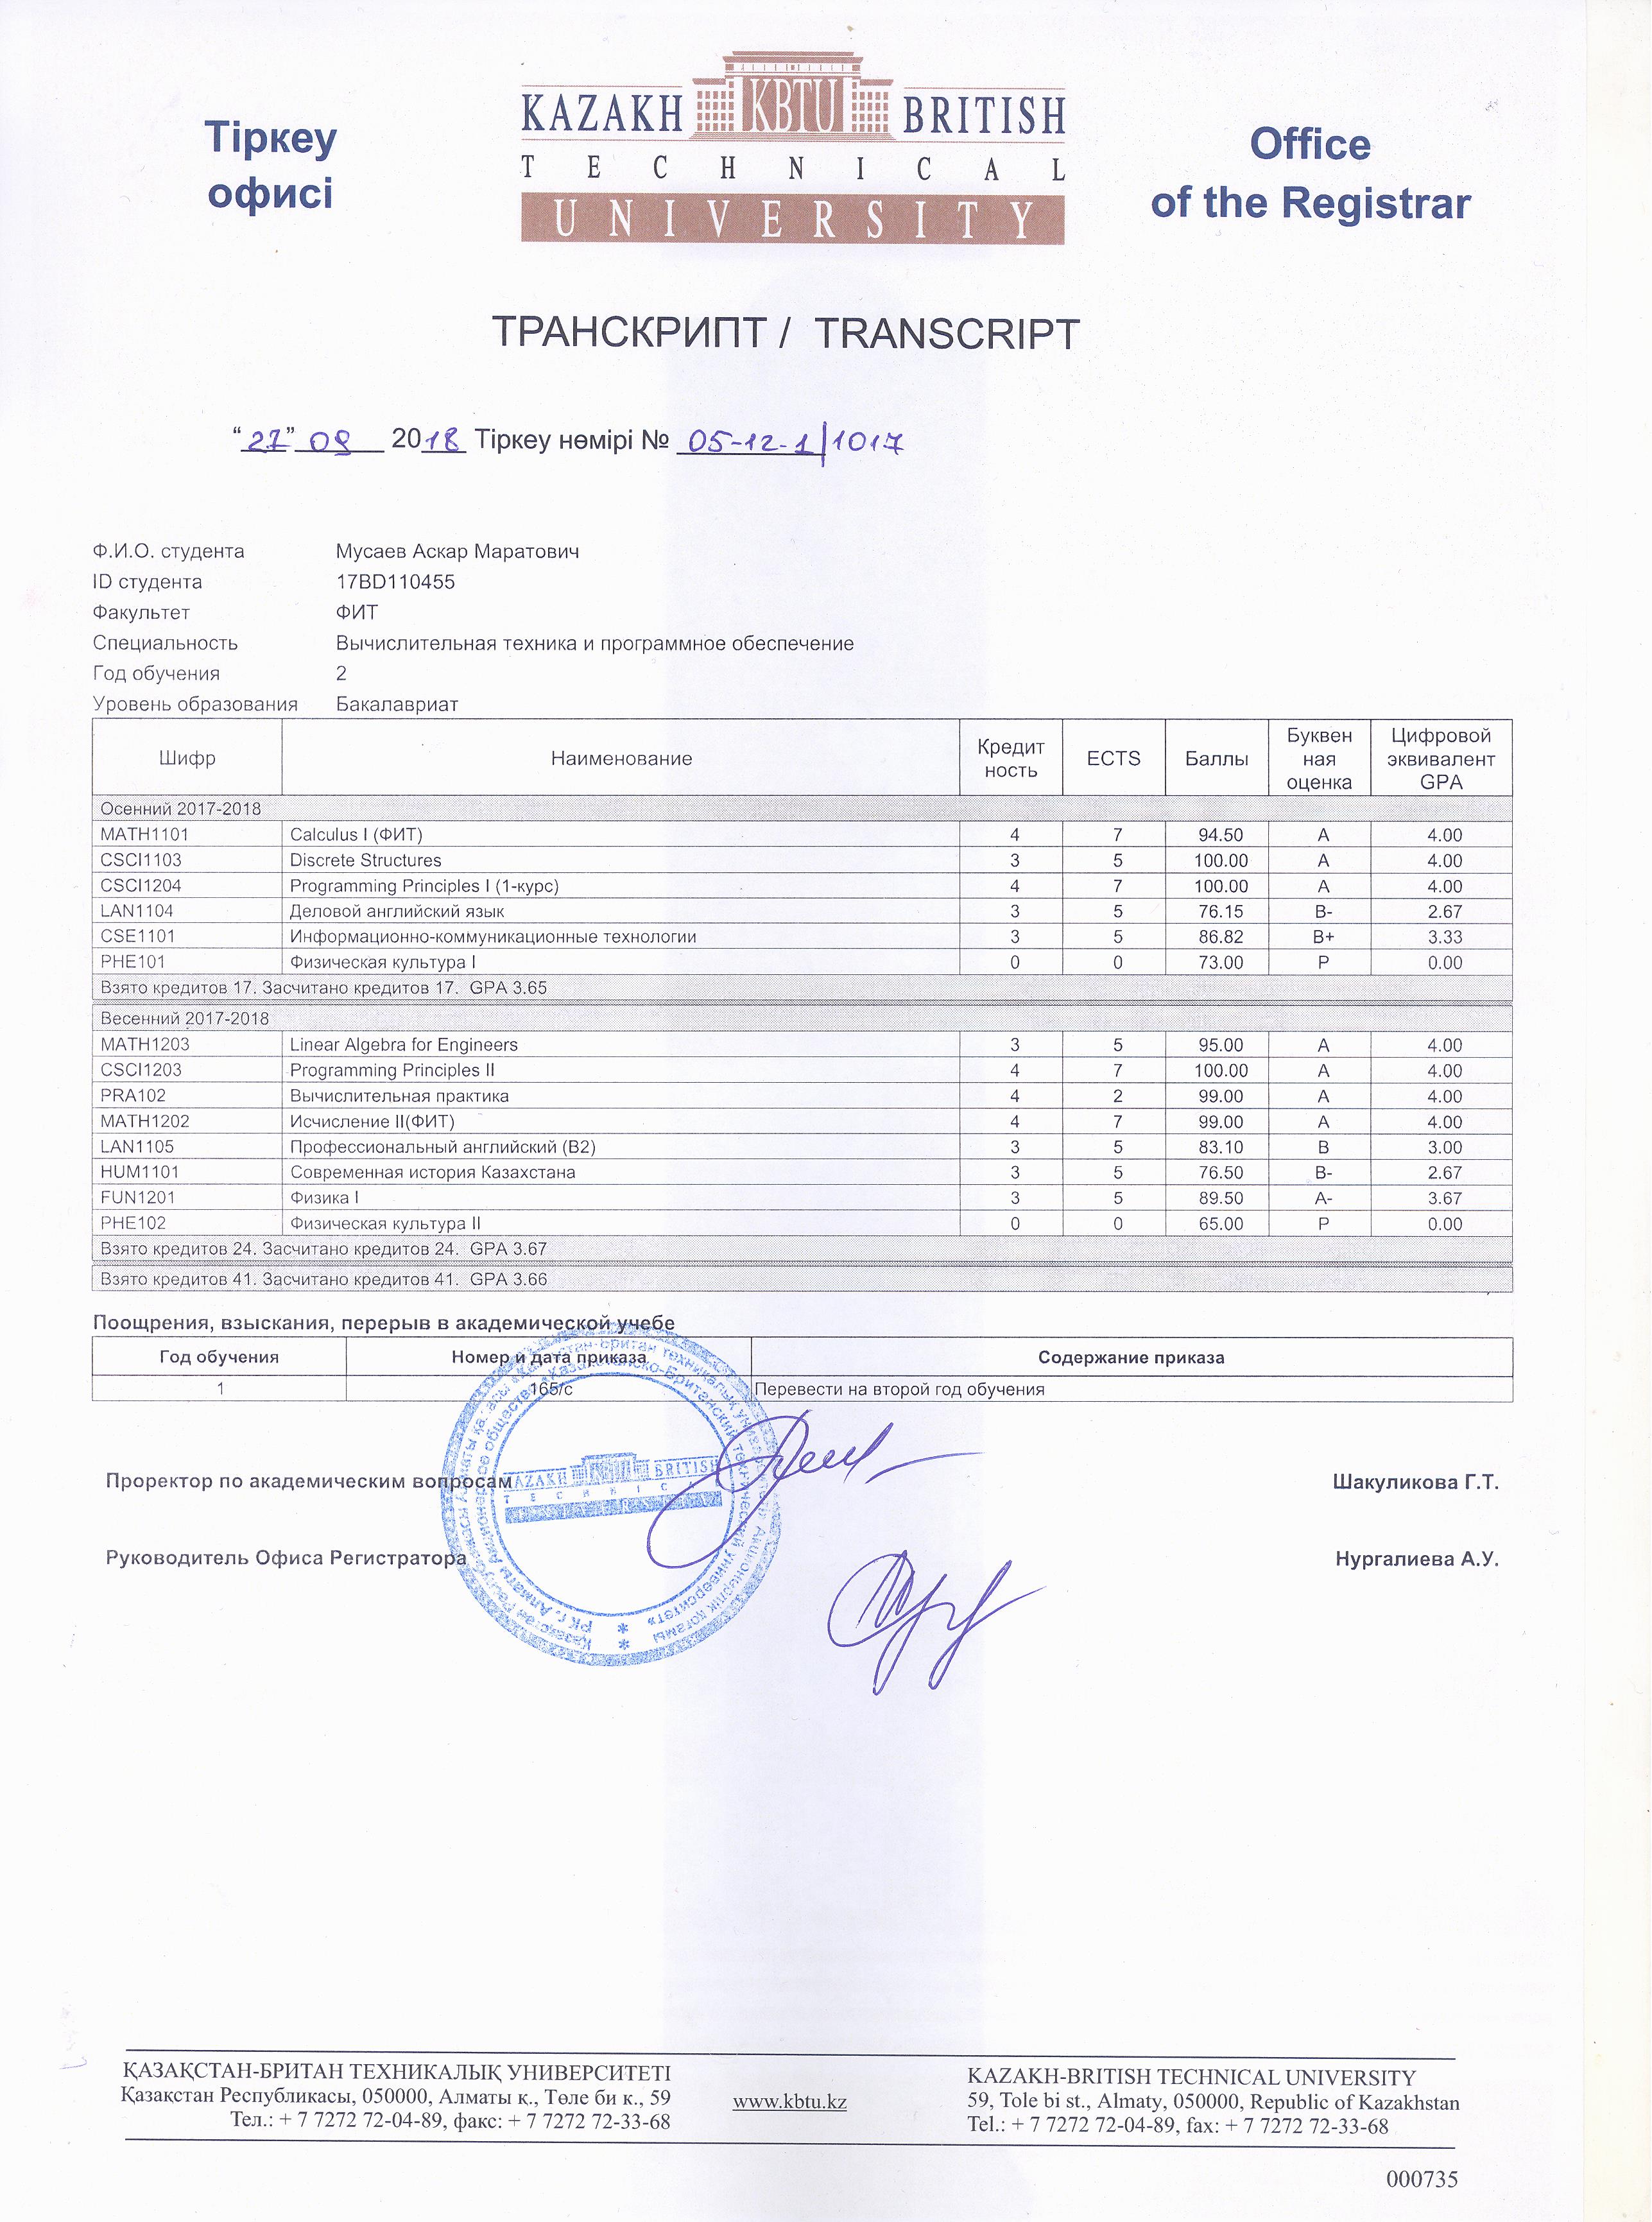 Тіркеу
офисі
KAZAKH KBTU BRITISH
TECHNICAL
UNIVERSITY
Office
of the Registrar
ТРАНСКРИПТ / TRANSCRIPT
“27” 08 2018 Тіркеу нөмірі № 05-12-1/1017
Ф.И.О. студента Мусаев Аскар Маратович
ID студента 17BD110455
Факультет ФИТ
Специальность Вычислительная техника и программное обеспечение
Год обучения 2
Уровень образования Бакалавриат
Шифр Наименование Кредит ность ECTS Баллы Буквен ная оценка Цифровой эквивалент GPA
Осенний 2017-2018
MATH1101 Calculus I (ФИТ) 4 7 94.50 A 4.00
CSCI1103 Discrete Structures 3 5 100.00 A 4.00
CSCI1204 Programming Principles I (1-курс) 4 7 100.00 A 4.00
LAN1104 Деловой английский язык 3 5 76.15 B- 2.67
CSE1101 Информационно-коммуникационные технологии 3 5 86.82 B+ 3.33
PHE101 Физическая культура I 0 0 73.00 P 0.00
Взято кредитов 17. Засчитано кредитов 17. GPA 3.65
Весенний 2017-2018
MATH1203 Linear Algebra for Engineers 3 5 95.00 A 4.00
CSCI1203 Programming Principles II 4 7 100.00 A 4.00
PRA102 Вычислительная практика 4 2 99.00 A 4.00
MATH1202 Исчисление II(ФИТ) 4 7 99.00 A 4.00
LAN1105 Профессиональный английский (B2) 3 5 83.10 B 3.00
HUM1101 Современная история Казахстана 3 5 76.50 B- 2.67
FUN1201 Физика I 3 5 89.50 A- 3.67
PHE102 Физическая культура II 0 0 65.00 P 0.00
Взято кредитов 24. Засчитано кредитов 24. GPA 3.67
Взято кредитов 41. Засчитано кредитов 41. GPA 3.66
Поощрения, взыскания, перерыв в академической учебе
Год обучения Номер и дата приказа Содержание приказа
1 165/с Перевести на второй год обучения
Проректор по академическим вопросам Шакуликова Г.Т.
Руководитель Офиса Регистратора Нургалиева А.У.
ҚАЗАҚСТАН-БРИТАН ТЕХНИКАЛЫҚ УНИВЕРСИТЕТІ
Қазақстан Республикасы, 050000, Алматы қ., Төле би к., 59
Тел.: + 7 7272 72-04-89, факс: + 7 7272 72-33-68
www.kbtu.kz
KAZAKH-BRITISH TECHNICAL UNIVERSITY
59, Tole bi st., Almaty, 050000, Republic of Kazakhstan
Tel.: + 7 7272 72-04-89, fax: + 7 7272 72-33-68
000735